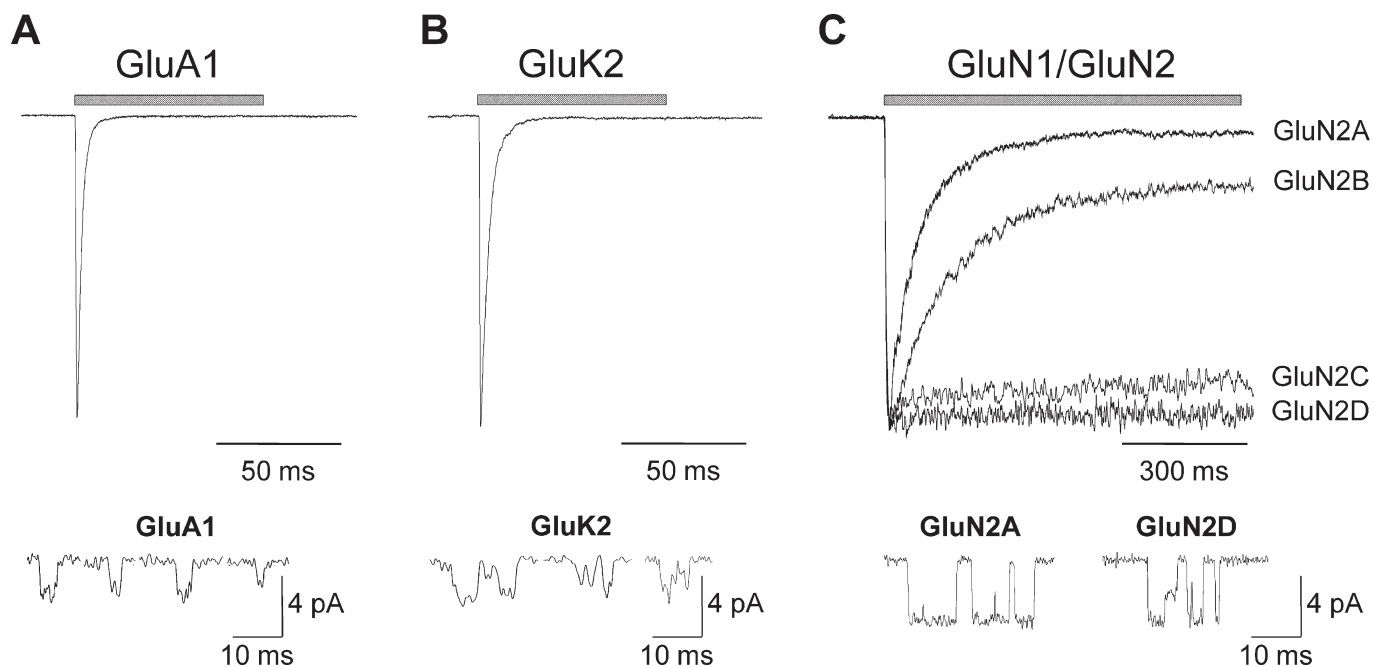 A
GluA1
50 ms
B
GluK2
50 ms
C
GluN1/GluN2
GluN2A
GluN2B
GluN2C
GluN2D
300 ms
GluA1
4 pA
10 ms
GluK2
4 pA
10 ms
GluN2A
GluN2D
4 pA
10 ms